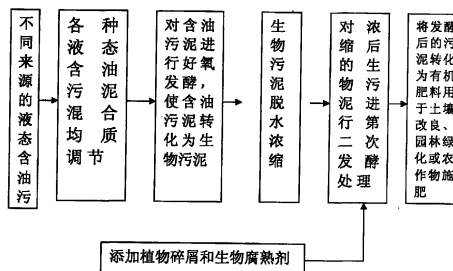 不
同
来
源
的
液
态
含
油
污
各 种
液 态
含 油
污 泥
混 合
均 质
调 节
对含油
污泥进
行好氧
发酵，
使含油
污泥转
化为生
物污泥
生
物
污
泥
脱
水
浓
缩
对 浓
缩 后
的 生
物 污
泥 进
行 第
二 次
发 酵
处 理
将发酵
后的污
泥转化
为有机
肥料用
于土壤
改良、
园林绿
化或农
作物施
肥
添加植物碎屑和生物腐熟剂